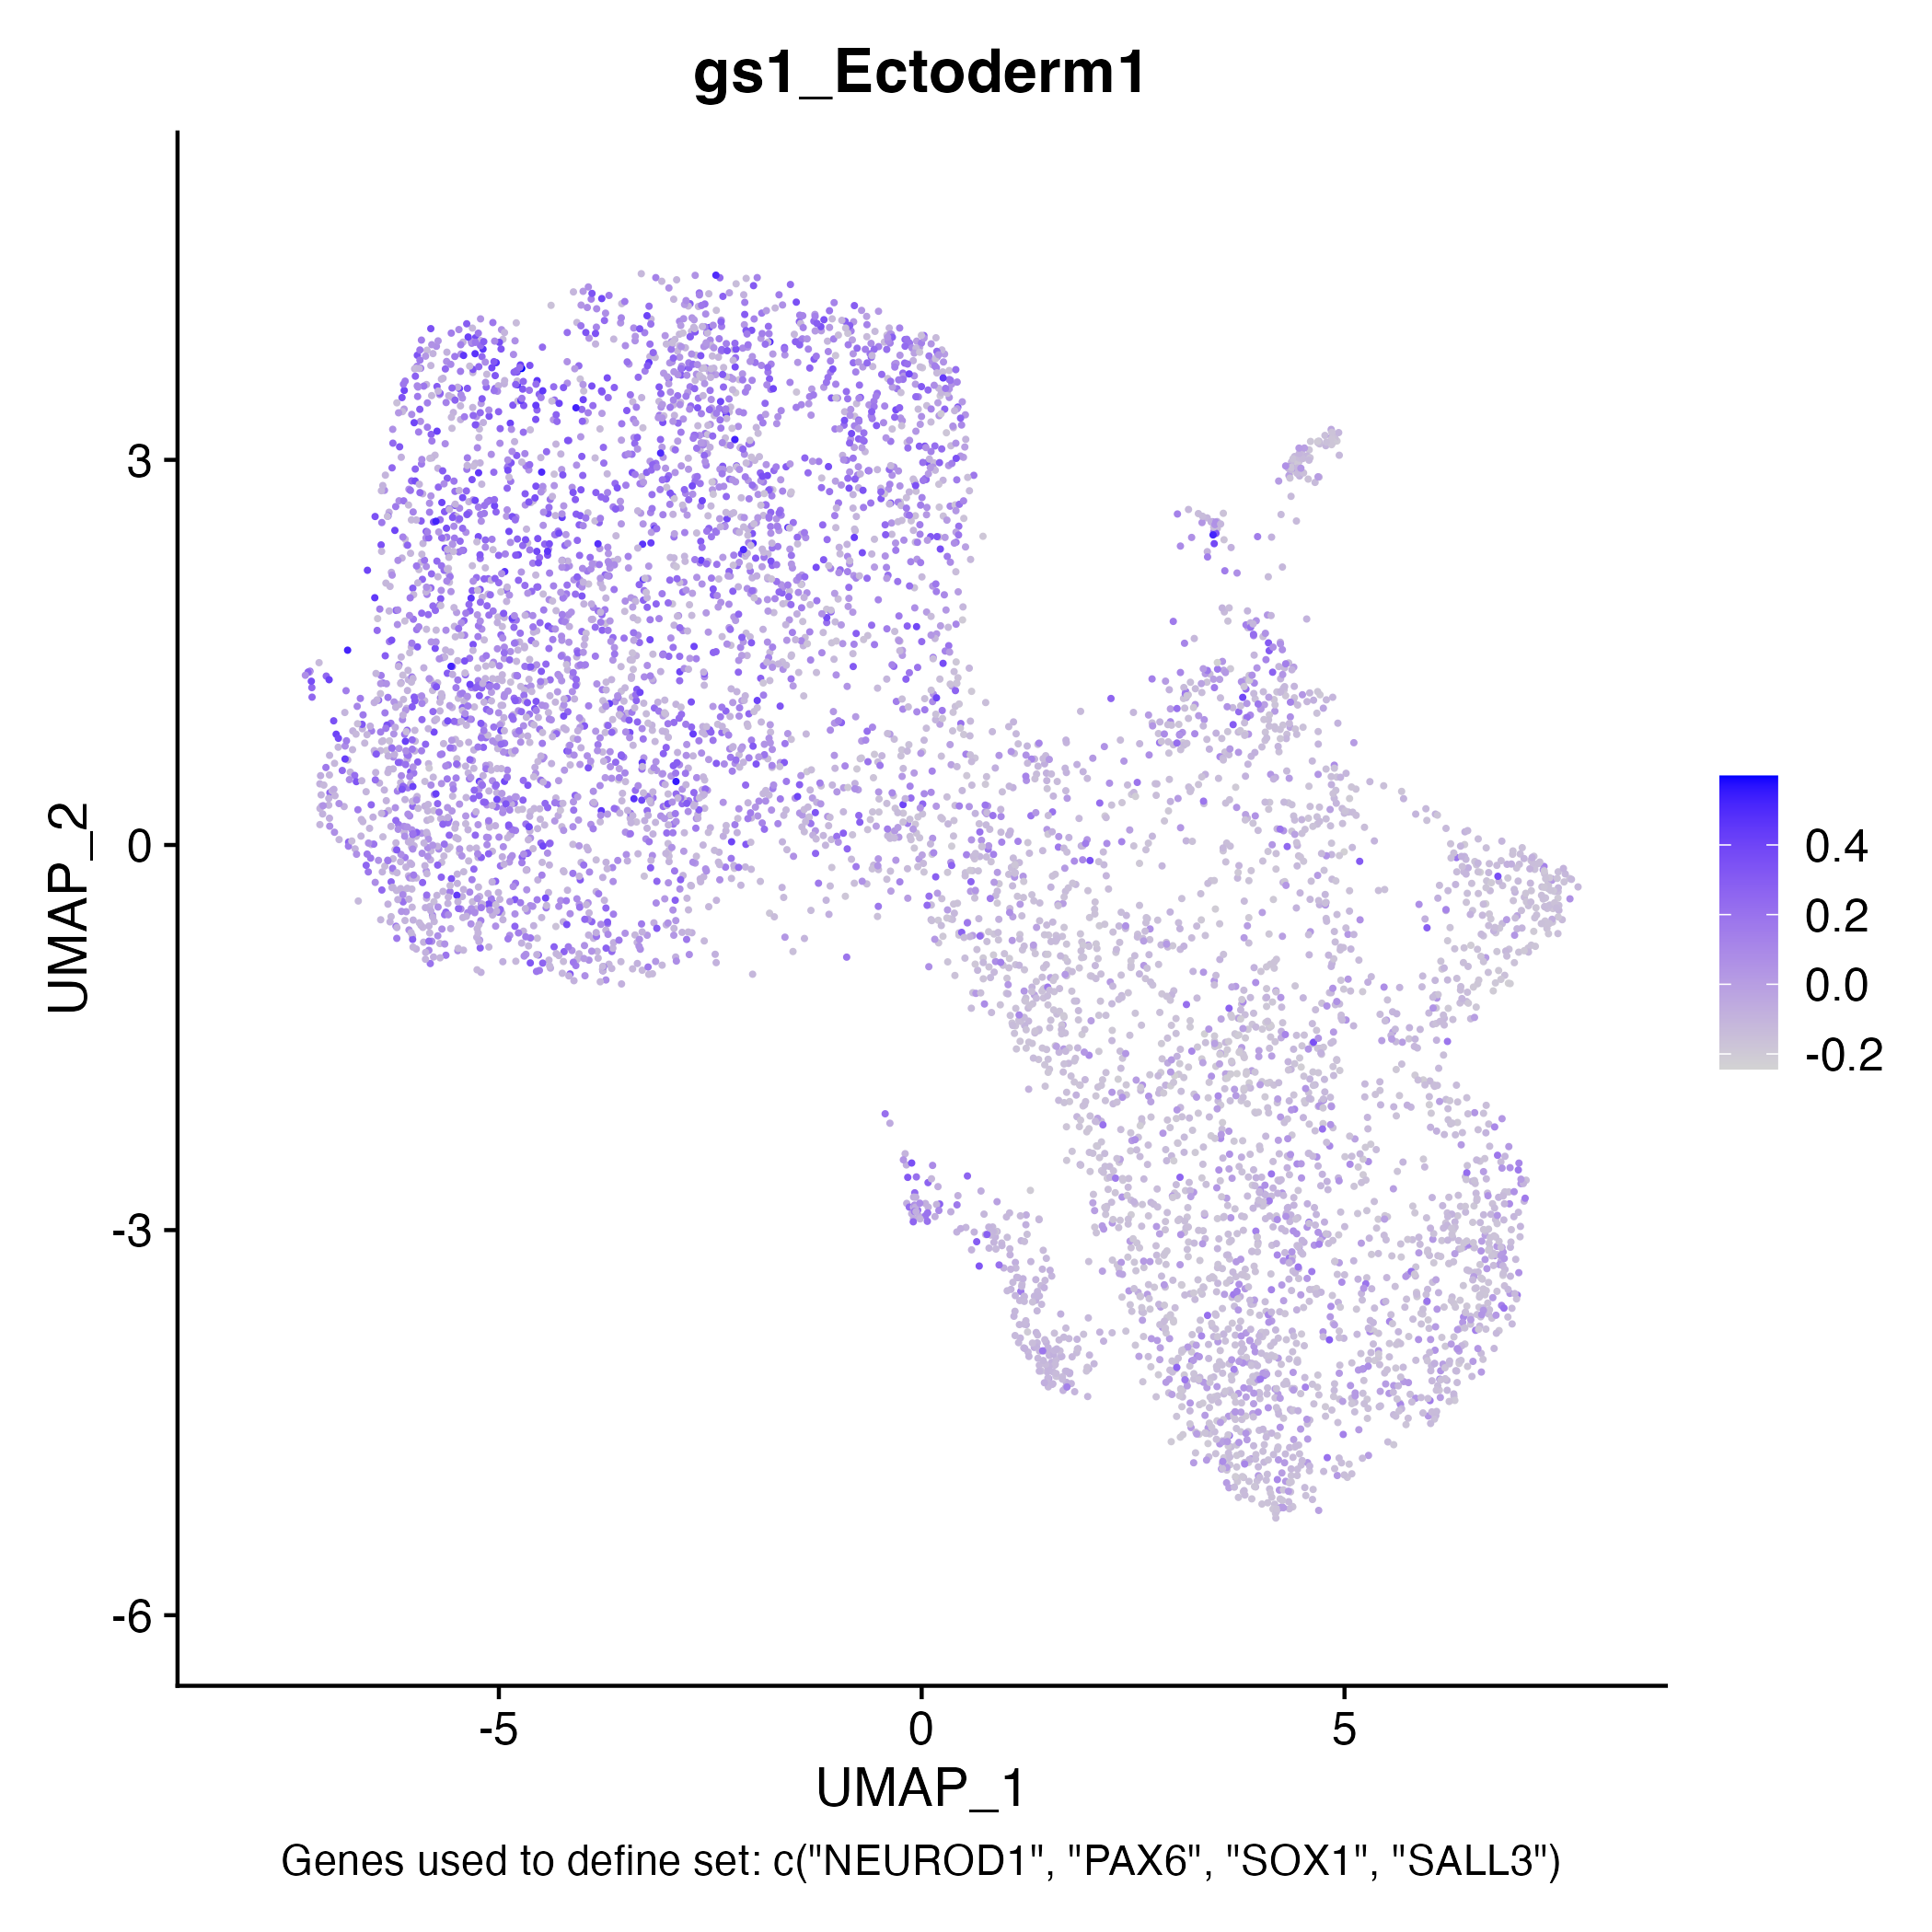 gs1_Ectoderm1
3
0
-3
-6
UMAP_2
-5
0
5
UMAP_1
0.4
0.2
0.0
-0.2
Genes used to define set: c("NEUROD1", "PAX6", "SOX1", "SALL3")